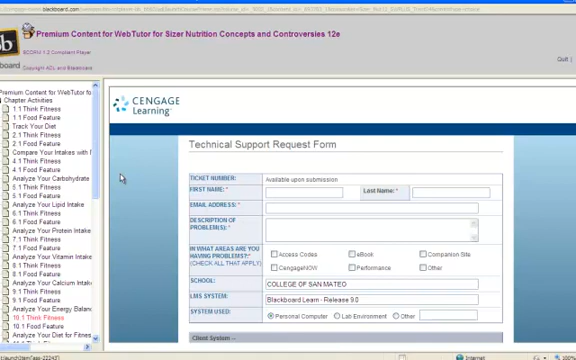 Premium Content for WebTutor for Sizer Nutrition Concepts and Controversies 12e
SCORM 1.2 Compliant Player
Quit
Copyright ADL and Blackboard
Premium Content for WebTutor for
Chapter Activities
1.1 Think Fitness
1.1 Food Feature
Track Your Diet
2.1 Think Fitness
2.1 Food Feature
Compare Your Intakes with
4.1 Think Fitness
4.1 Food Feature
Analyze Your Carbohydrate
5.1 Think Fitness
5.1 Food Feature
Analyze Your Lipid Intake
6.1 Think Fitness
6.1 Food Feature
Analyze Your Protein Intake
7.1 Think Fitness
7.1 Food Feature
Analyze Your Vitamin Intake
8.1 Think Fitness
8.1 Food Feature
Analyze Your Calcium Intake
9.1 Think Fitness
9.1 Food Feature
Analyze Your Energy Balance
10.1 Think Fitness
10.1 Food Feature
Analyze Your Diet for Fitness
CENGAGE
Learning
Technical Support Request Form
TICKET NUMBER: Available upon submission
FIRST NAME: * Last Name: *
EMAIL ADDRESS: *
DESCRIPTION OF
PROBLEM(S): *
IN WHAT AREAS ARE YOU
HAVING PROBLEMS? *
(CHECK ALL THAT APPLY)
Access Codes eBook Companion Site
CengageNOW Performance Other
SCHOOL: COLLEGE OF SAN MATEO
LMS SYSTEM: Blackboard Learn - Release 9.0
SYSTEM USED: Personal Computer Lab Environment Other
Client System --
Internet 100%